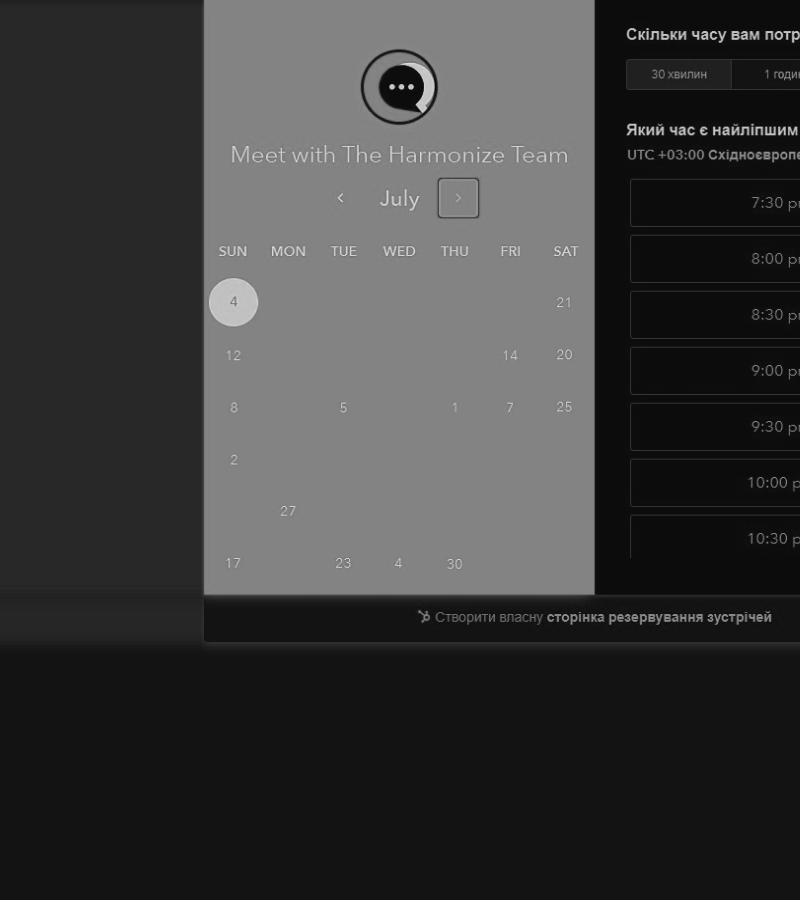 Meet with The Harmonize Team
July
SUN MON TUE WED THU FRI SAT
4 21
12 14 20
8 5 1 7 25
2
27
17 23 4 30
Скільки часу вам потр
30 хвилин 1 годин
Який час є найліпшим
UTC +03:00 Східноєвропе
7:30 p
8:00 p
8:30 p
9:00 p
9:30 p
10:00 p
10:30 p
Створити власну сторінка резервування зустрічей